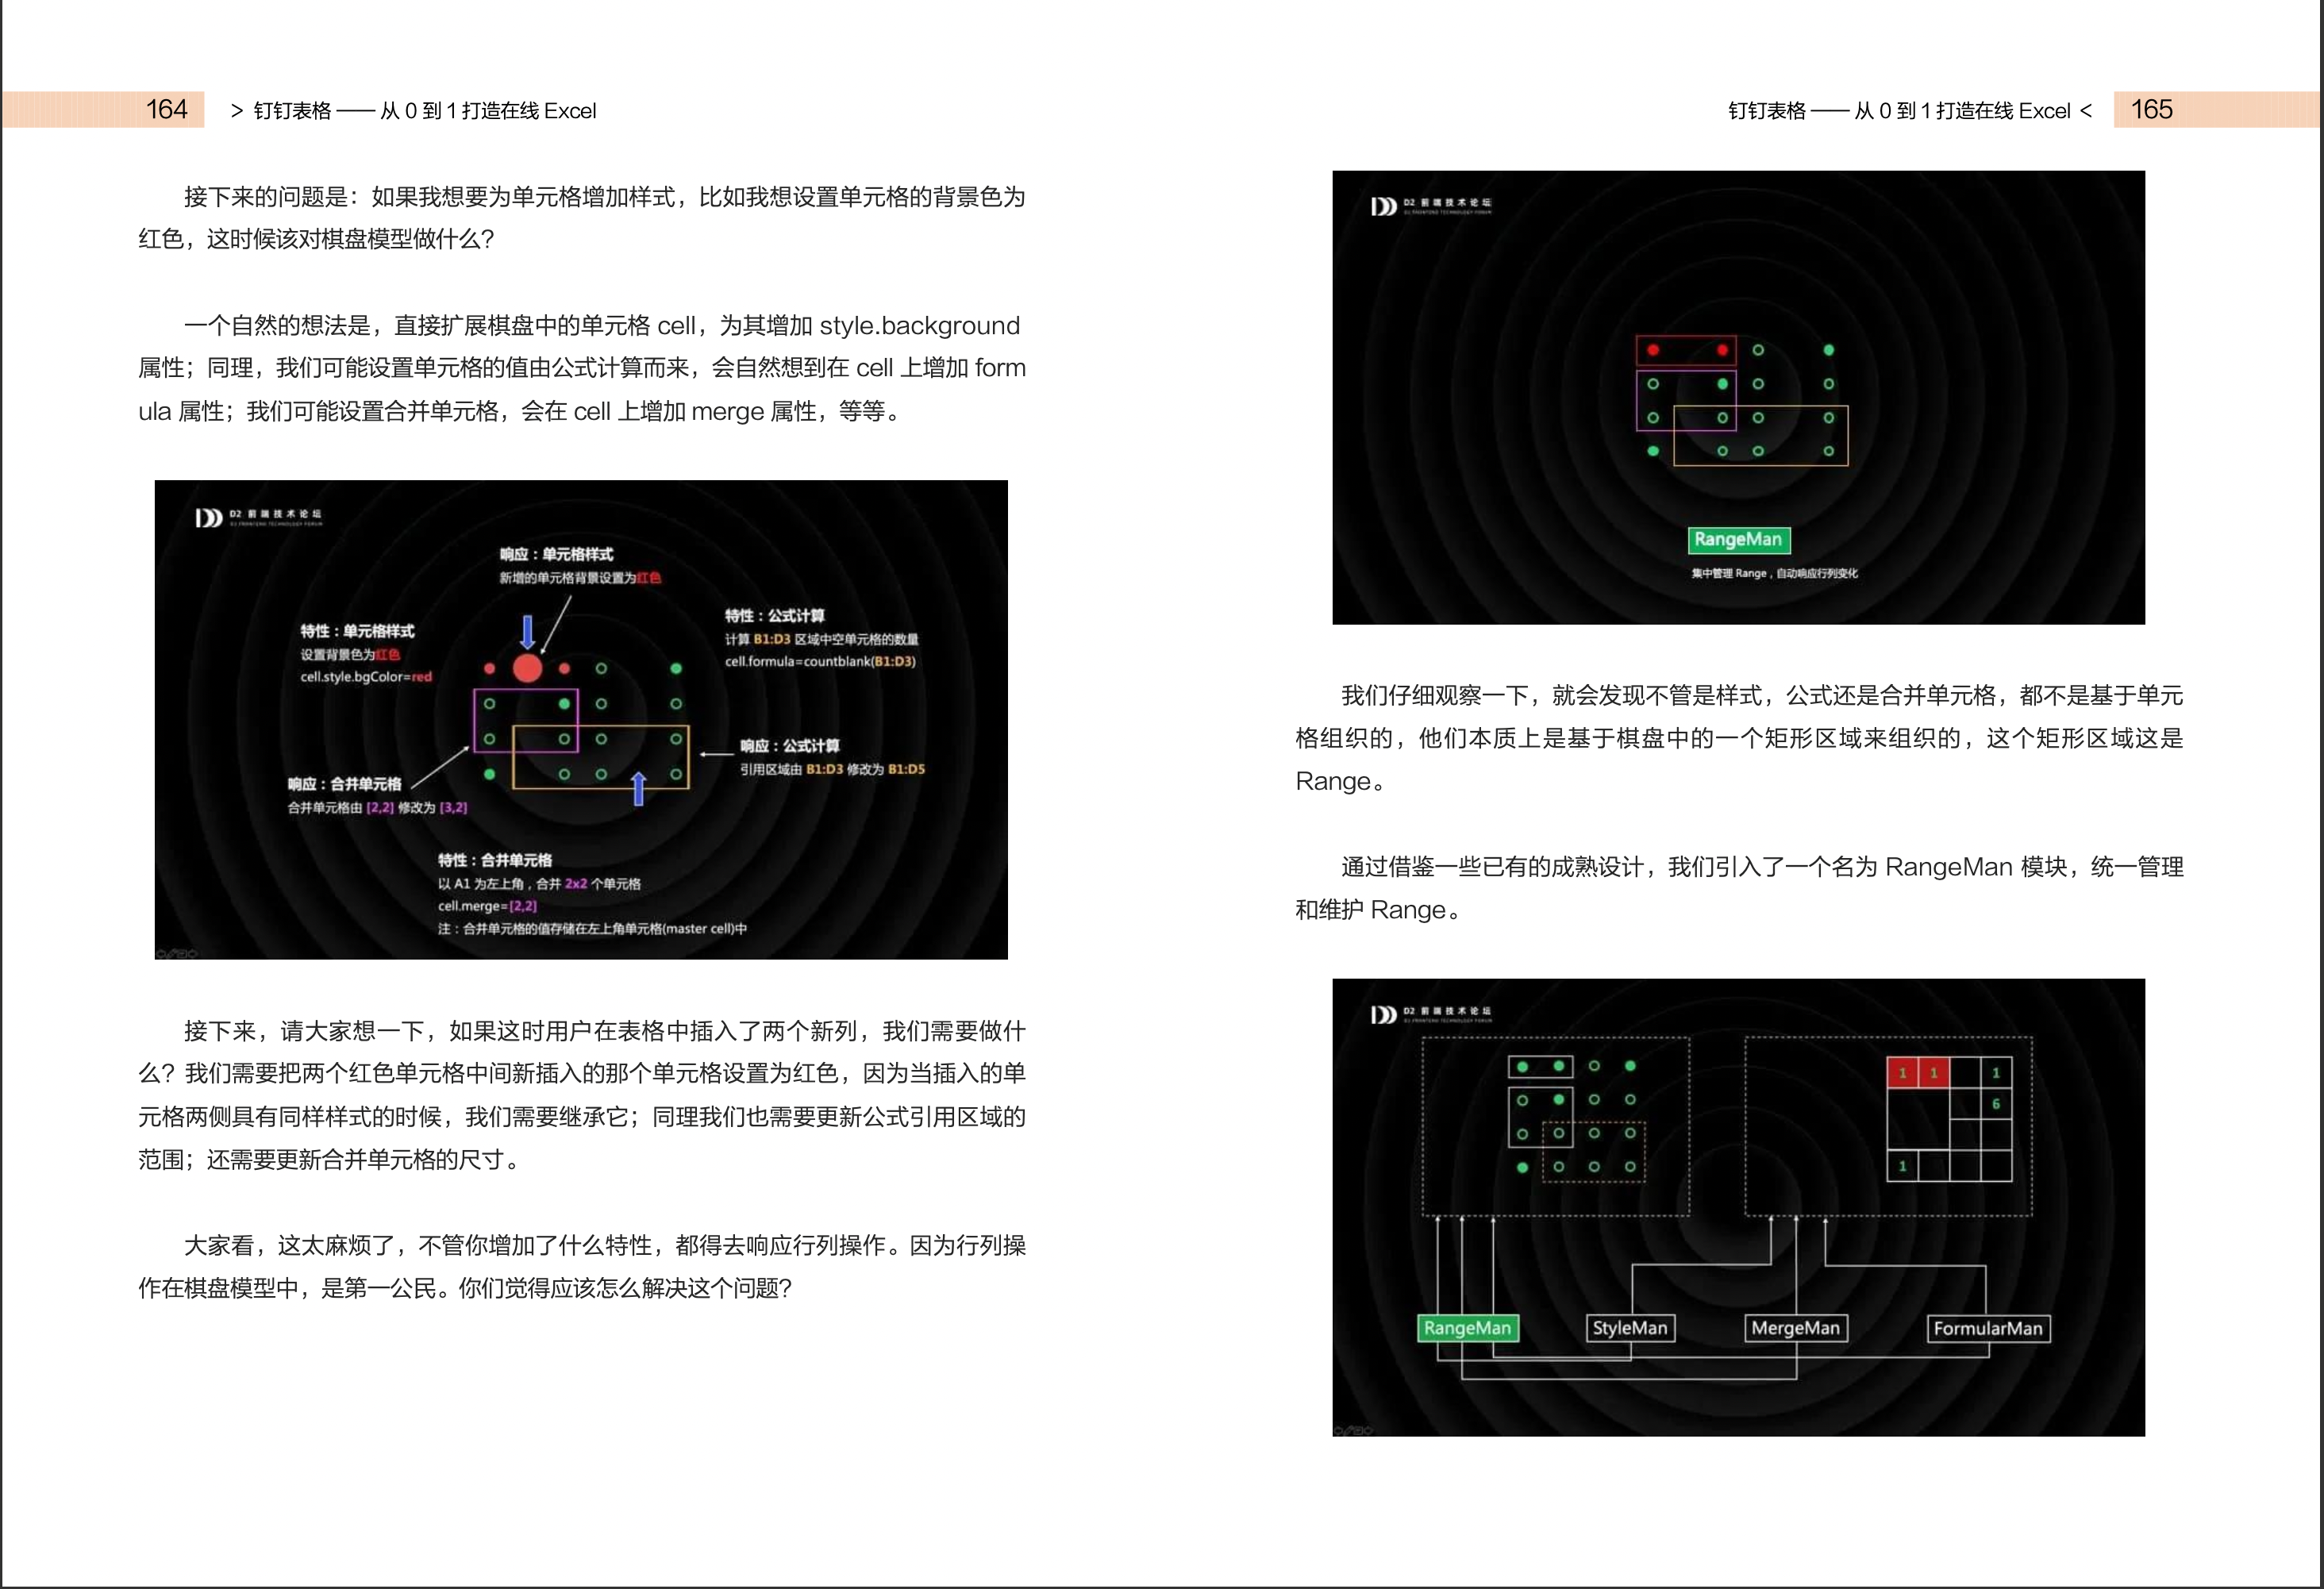 164
> 钉钉表格 —— 从 0 到 1 打造在线 Excel
接下来的问题是：如果我想要为单元格增加样式，比如我想设置单元格的背景色为
红色，这时候该对棋盘模型做什么？
一个自然的想法是，直接扩展棋盘中的单元格 cell，为其增加 style.background
属性；同理，我们可能设置单元格的值由公式计算而来，会自然想到在 cell 上增加 form
ula 属性；我们可能设置合并单元格，会在 cell 上增加 merge 属性，等等。
D2 前端技术论坛
D2 FRONTEND TECHNOLOGY FORUM
响应：单元格样式
新增的单元格背景设置为红色
特性：单元格样式
设置背景色为红色
cell.style.bgColor=red
特性：公式计算
计算 B1:D3 区域中空单元格的数量
cell.formula=countblank(B1:D3)
响应：公式计算
引用区域由 B1:D3 修改为 B1:D5
响应：合并单元格
合并单元格由 [2,2] 修改为 [3,2]
特性：合并单元格
以 A1 为左上角，合并 2x2 个单元格
cell.merge=[2,2]
注：合并单元格的值存储在左上角单元格(master cell)中
接下来，请大家想一下，如果这时用户在表格中插入了两个新列，我们需要做什
么？我们需要把两个红色单元格中间新插入的那个单元格设置为红色，因为当插入的单
元格两侧具有同样样式的时候，我们需要继承它；同理我们也需要更新公式引用区域的
范围；还需要更新合并单元格的尺寸。
大家看，这太麻烦了，不管你增加了什么特性，都得去响应行列操作。因为行列操
作在棋盘模型中，是第一公民。你们觉得应该怎么解决这个问题？
钉钉表格 —— 从 0 到 1 打造在线 Excel <
165
D2 前端技术论坛
D2 FRONTEND TECHNOLOGY FORUM
RangeMan
集中管理 Range，自动响应行列变化
我们仔细观察一下，就会发现不管是样式，公式还是合并单元格，都不是基于单元
格组织的，他们本质上是基于棋盘中的一个矩形区域来组织的，这个矩形区域这是
Range。
通过借鉴一些已有的成熟设计，我们引入了一个名为 RangeMan 模块，统一管理
和维护 Range。
D2 前端技术论坛
D2 FRONTEND TECHNOLOGY FORUM
1 1 1
6
1
RangeMan StyleMan MergeMan FormularMan